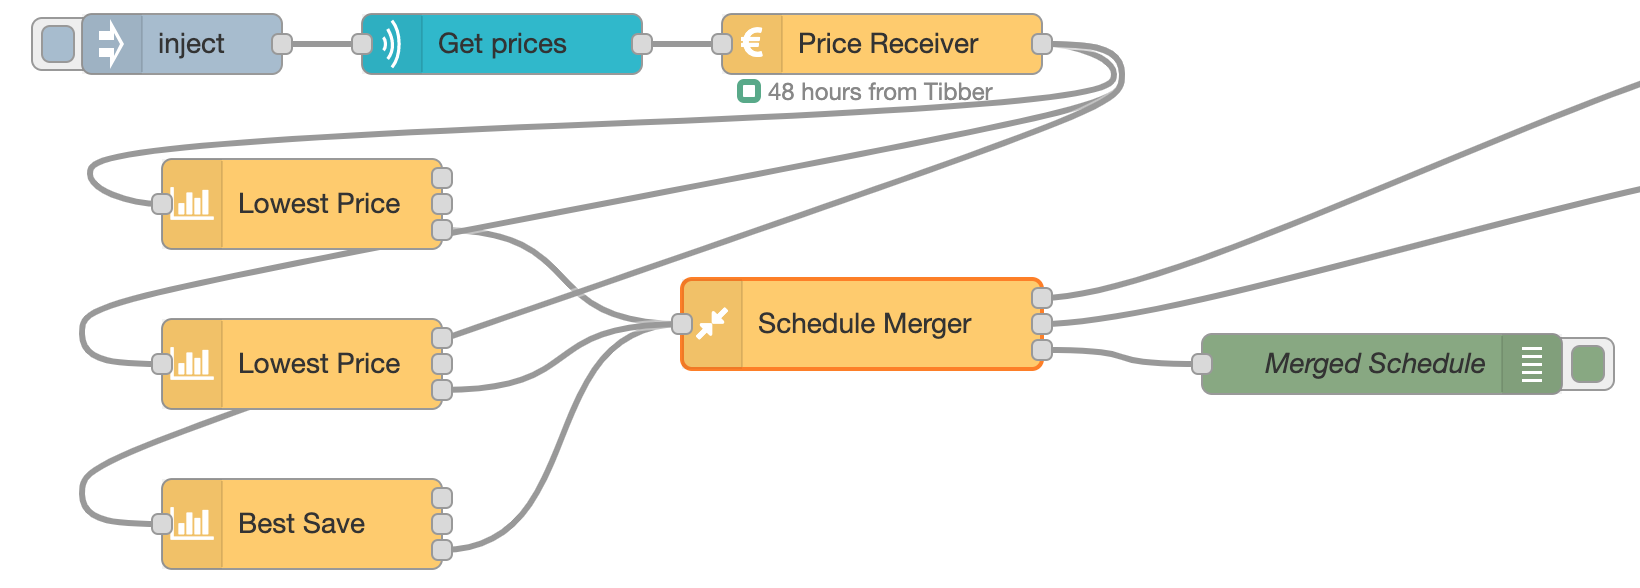 inject
Get prices
Price Receiver
48 hours from Tibber
Lowest Price
Lowest Price
Schedule Merger
Merged Schedule
Best Save